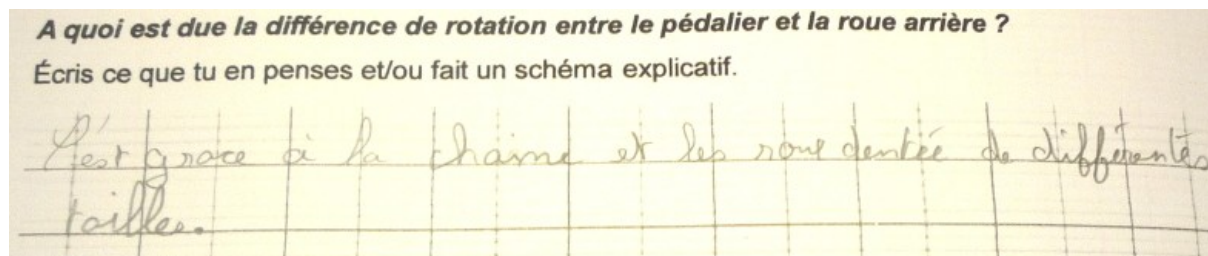 A quoi est due la différence de rotation entre le pédalier et la roue arrière ?
Écris ce que tu en penses et/ou fait un schéma explicatif.
C'est grace à la chaine et les roue dentée de différentes
tailles.